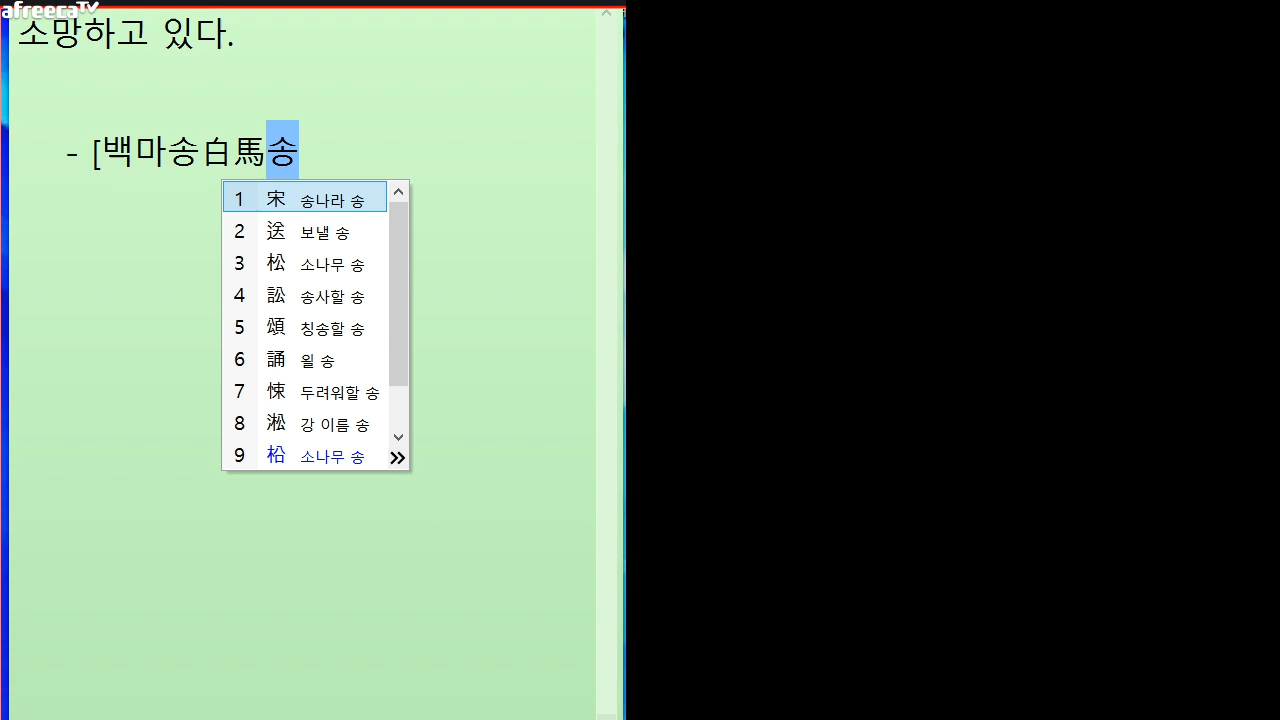 afreecaTV
소망하고 있다.
- [백마송白馬송
1 宋 송나라 송
2 送 보낼 송
3 松 소나무 송
4 訟 송사할 송
5 頌 칭송할 송
6 誦 욀 송
7 悚 두려워할 송
8 淞 강 이름 송
9 枩 소나무 송